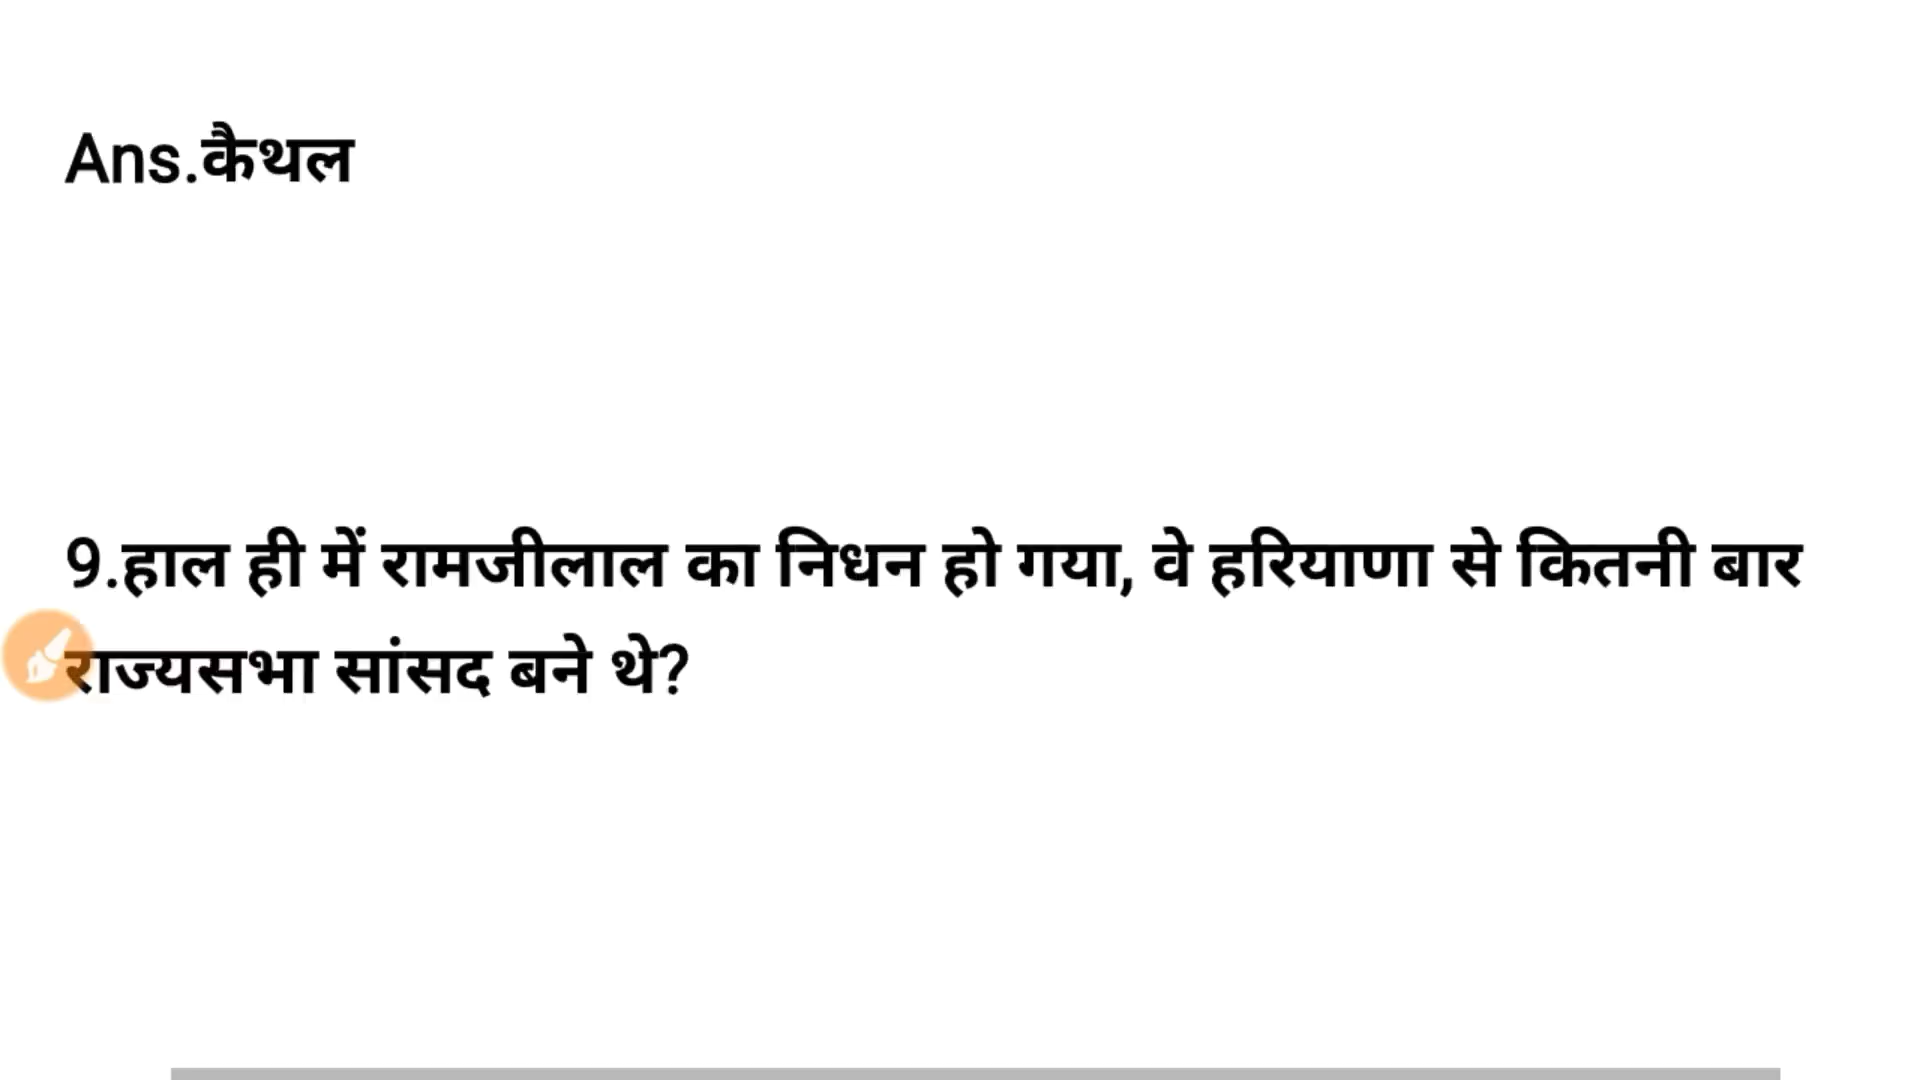 Ans.कैथल
9.हाल ही में रामजीलाल का निधन हो गया, वे हरियाणा से कितनी बार
राज्यसभा सांसद बने थे?